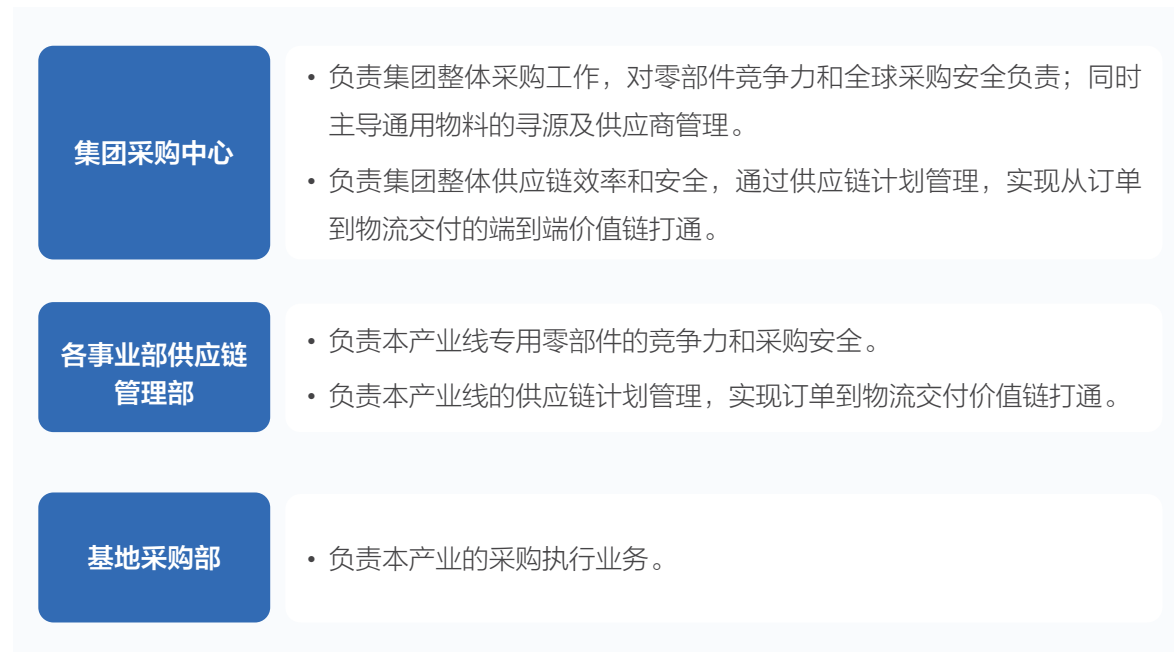 集团采购中心
• 负责集团整体采购工作，对零部件竞争力和全球采购安全负责；同时
主导通用物料的寻源及供应商管理。
• 负责集团整体供应链效率和安全，通过供应链计划管理，实现从订单
到物流交付的端到端价值链打通。
各事业部供应链
管理部
• 负责本产业线专用零部件的竞争力和采购安全。
• 负责本产业线的供应链计划管理，实现订单到物流交付价值链打通。
基地采购部
• 负责本产业的采购执行业务。